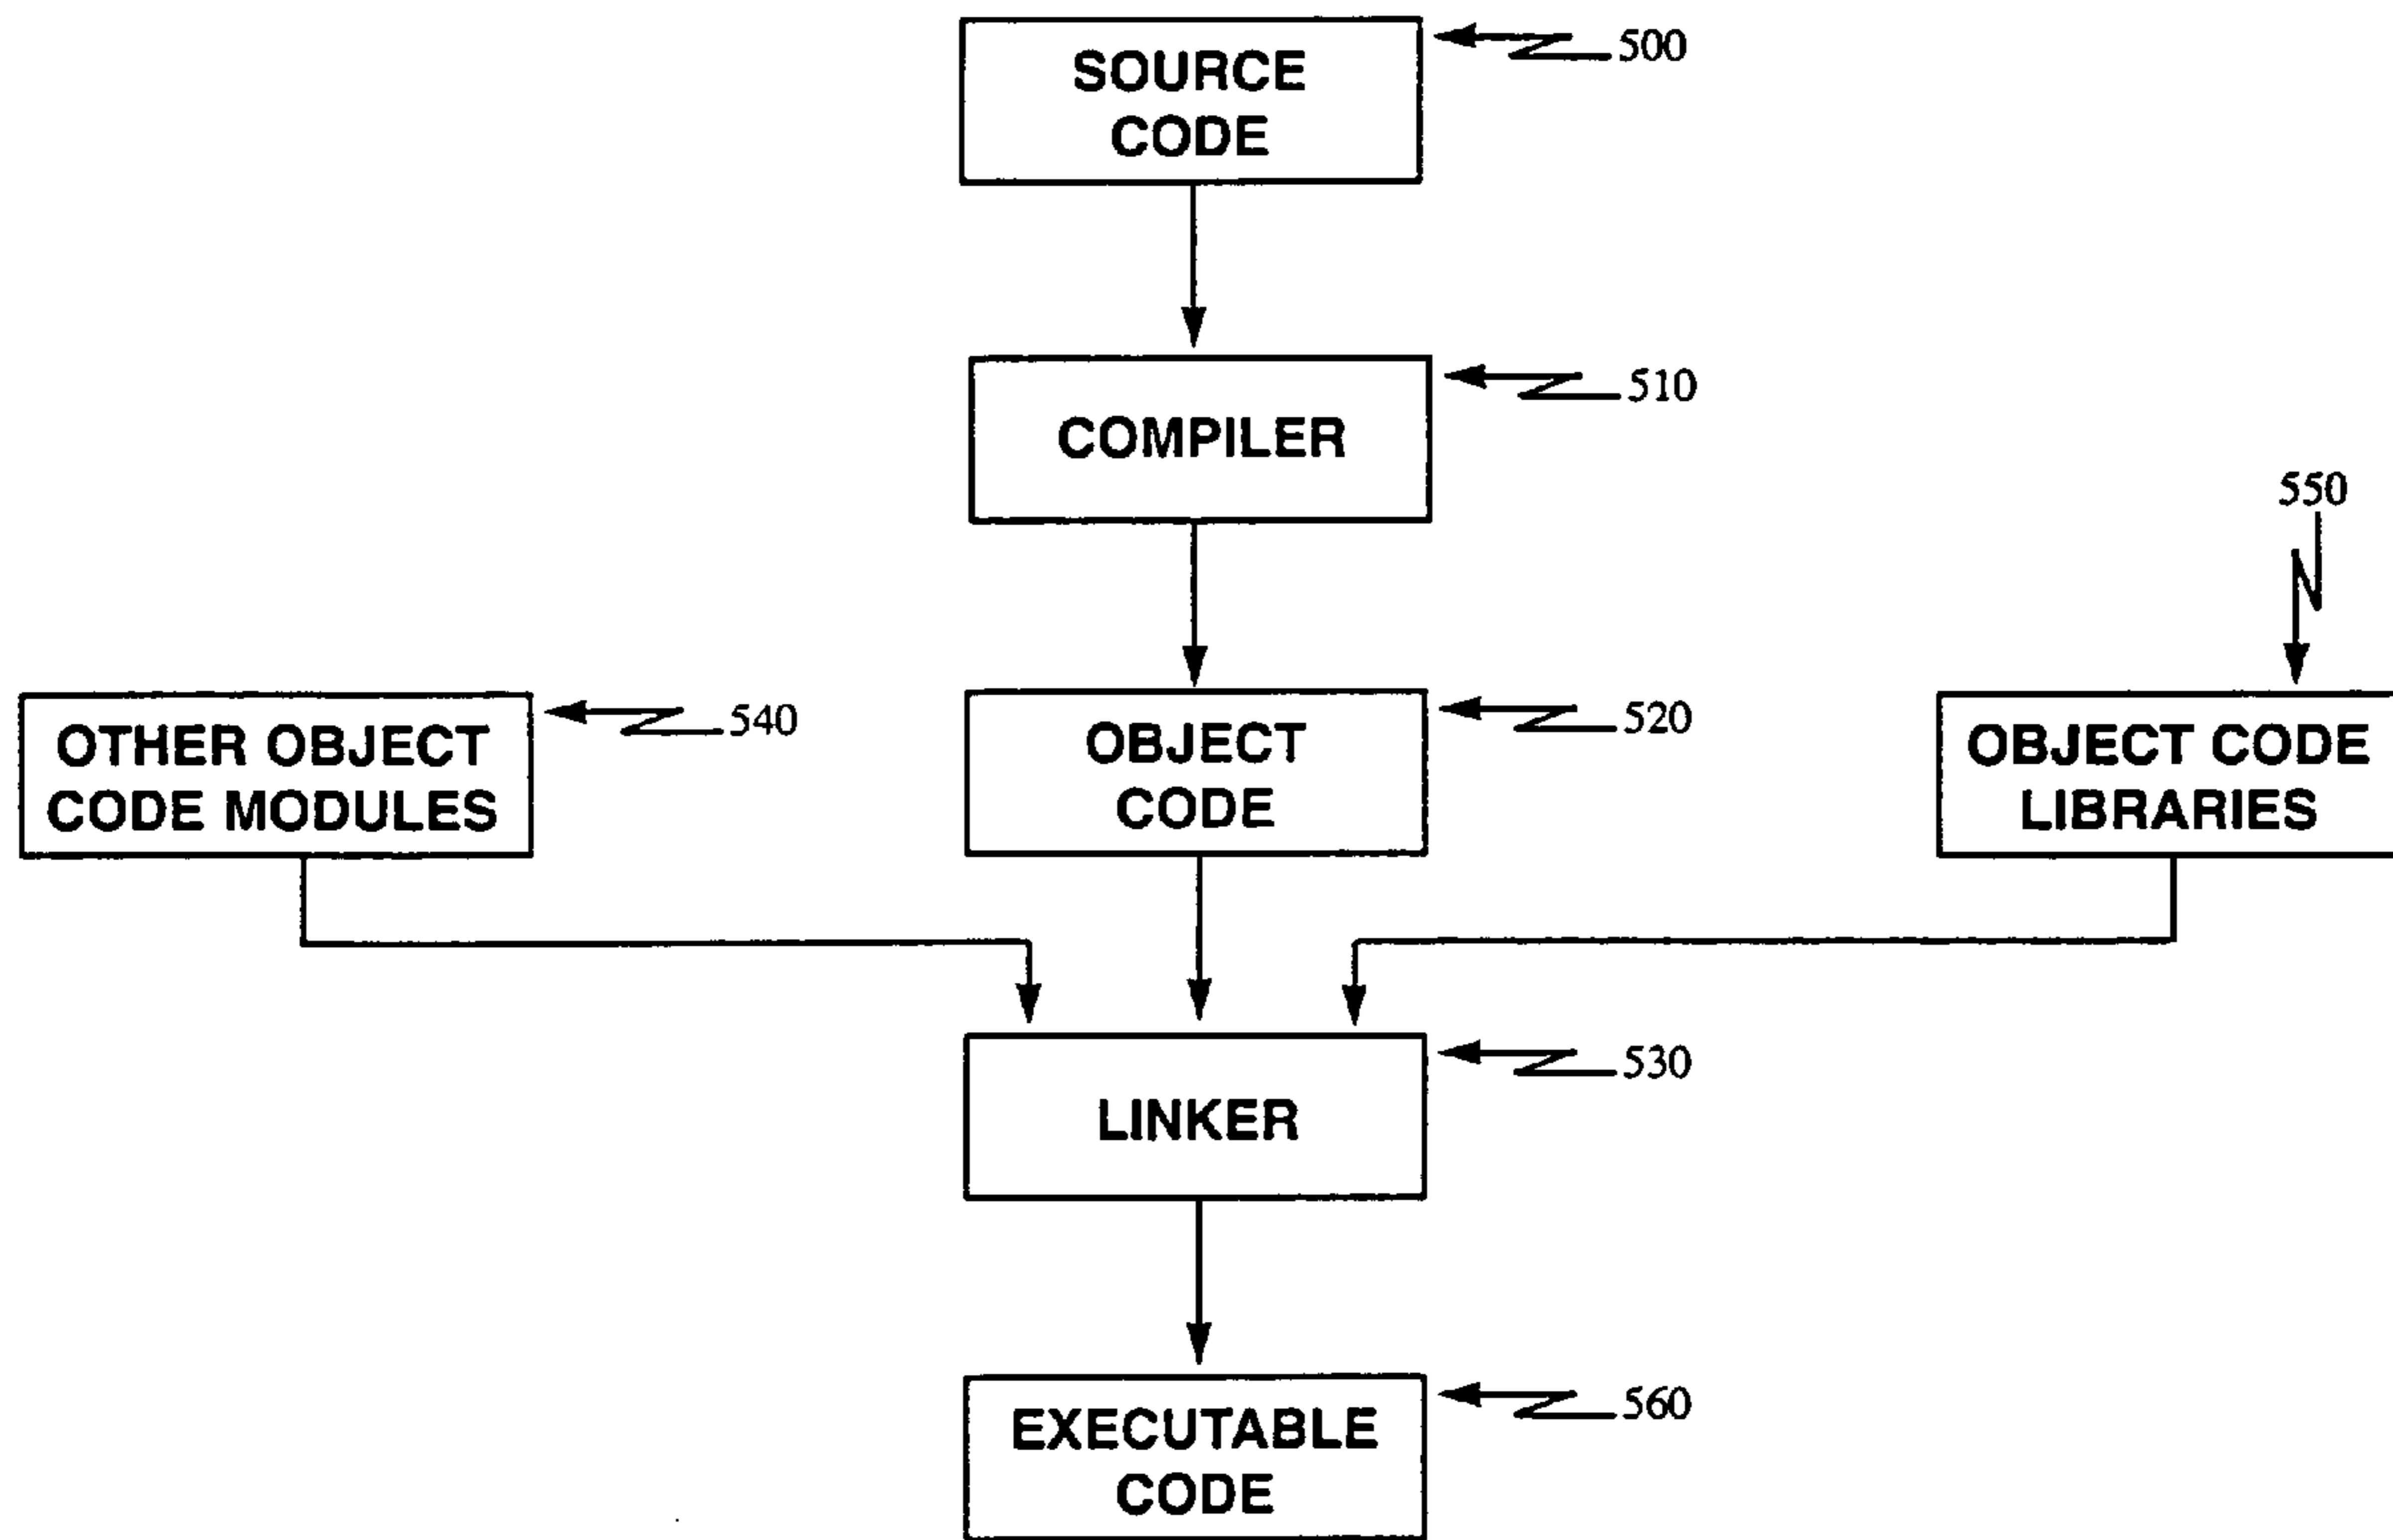 SOURCE
CODE
500
COMPILER
510
550
OTHER OBJECT
CODE MODULES
540
OBJECT
CODE
520
OBJECT CODE
LIBRARIES
LINKER
530
EXECUTABLE
CODE
560